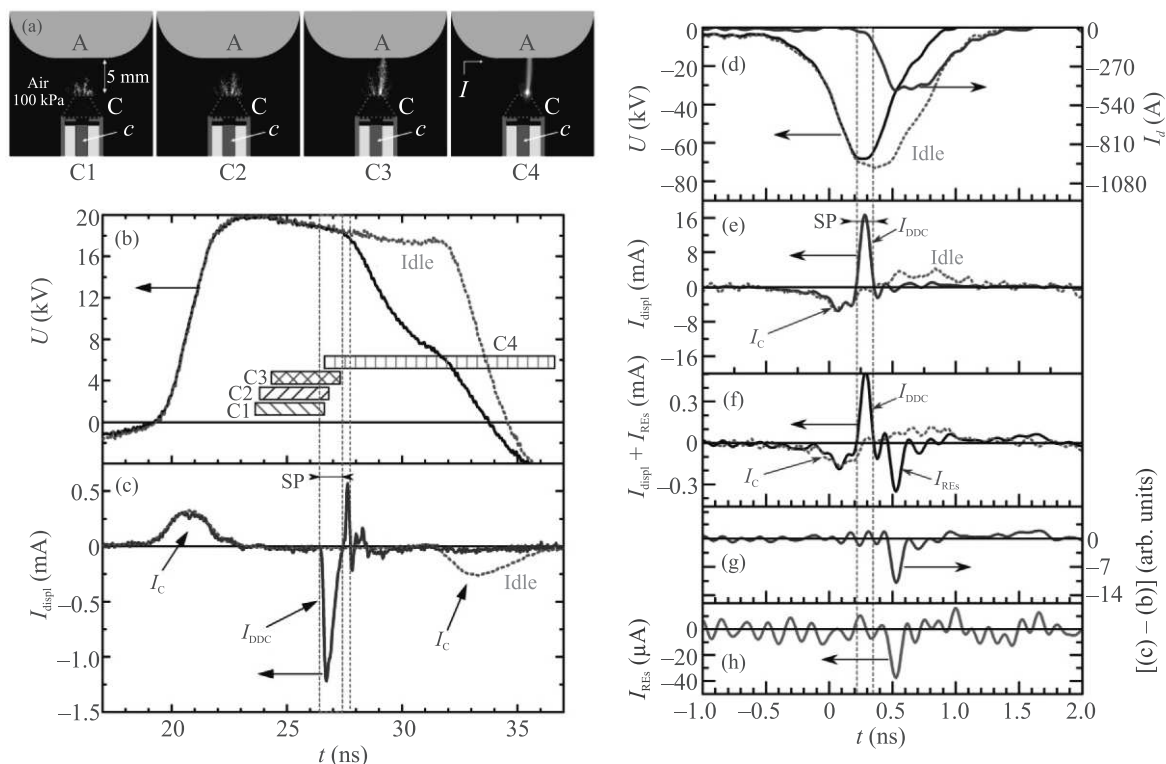 (a)
A A A A
Air
100 kPa
5 mm
I
C C C C
c c c c
C1 C2 C3 C4
(b)
20
16
12
8
4
0
U (kV)
Idle
C4
C3
C2
C1
(c)
SP
0.5
0
−0.5
−1.0
−1.5
I_displ (mA)
I_C
I_DDC
I_C
Idle
20 25 30 35
t (ns)
(d)
0
−20
−40
−60
−80
U (kV)
Idle
0
−270
−540
−810
−1080
I_d (A)
(e)
16
8
0
−8
−16
I_displ (mA)
SP
I_DDC
Idle
I_C
(f)
0.3
0
−0.3
I_displ + I_REs (mA)
I_DDC
I_C
I_REs
(g)
0
−7
−14
[(c) − (b)] (arb. units)
(h)
0
−20
−40
I_REs (μA)
−1.0 −0.5 0 0.5 1.0 1.5 2.0
t (ns)